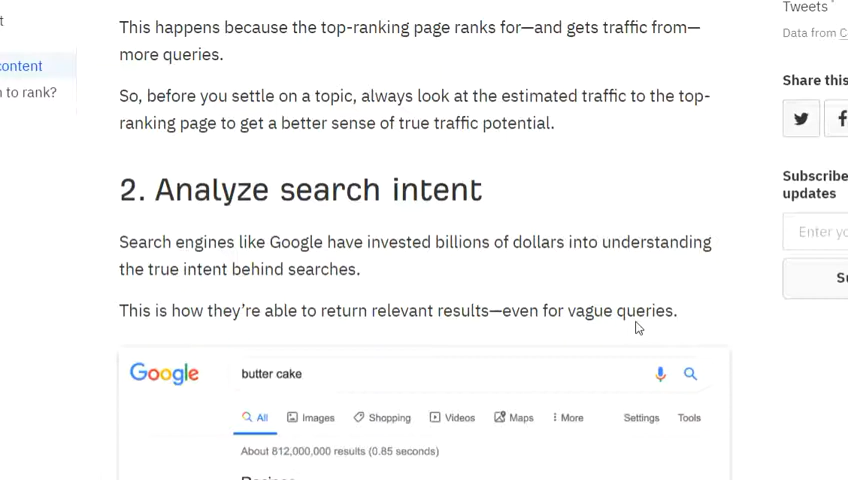 This happens because the top-ranking page ranks for—and gets traffic from—
more queries.
So, before you settle on a topic, always look at the estimated traffic to the top-
ranking page to get a better sense of true traffic potential.
2. Analyze search intent
Search engines like Google have invested billions of dollars into understanding
the true intent behind searches.
This is how they’re able to return relevant results—even for vague queries.
Google butter cake
All Images Shopping Videos Maps More Settings Tools
About 812,000,000 results (0.85 seconds)
content
to rank?
Tweets
Data from
Share this
Subscribe
updates
Enter